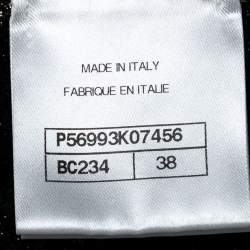 MADE IN ITALY
FABRIQUE EN ITALIE
P56993K07456
BC234 38